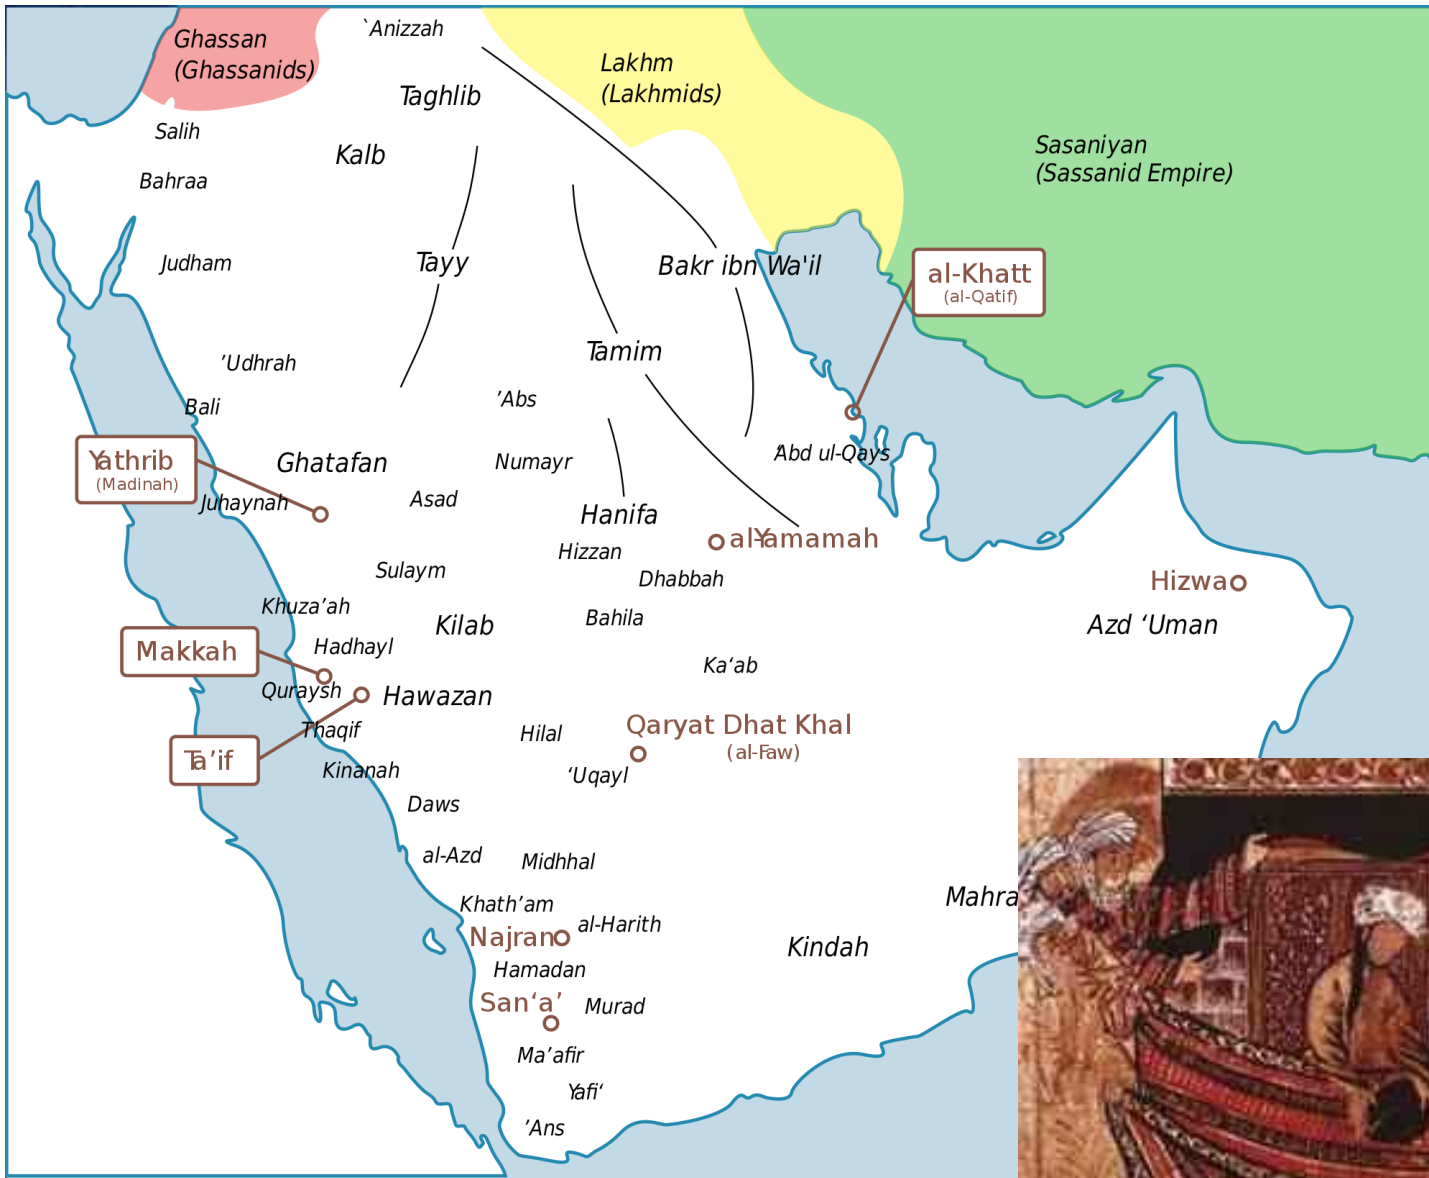 `Anizzah
Ghassan
(Ghassanids)
Lakhm
(Lakhmids)
Taghlib
Salih
Kalb
Sasaniyan
(Sassanid Empire)
Bahraa
Judham
Tayy
Bakr ibn Wa'il
al-Khatt
(al-Qatif)
’Udhrah
Tamim
Bali
’Abs
Yathrib
(Madinah)
Ghatafan
Numayr
‘Abd ul-Qays
Juhaynah
Asad
Hanifa
al-Yamamah
Hizzan
Sulaym
Dhabbah
Hizwa
Khuza’ah
Kilab
Bahila
Azd ‘Uman
Makkah
Hadhayl
Ka‘ab
Quraysh
Hawazan
Thaqif
Hilal
Qaryat Dhat Khal
(al-Faw)
Ta’if
Kinanah
‘Uqayl
Daws
al-Azd
Midhhal
Khath’am
Mahra
al-Harith
Najran
Kindah
Hamadan
San‘a’
Murad
Ma’afir
Yafi‘
’Ans